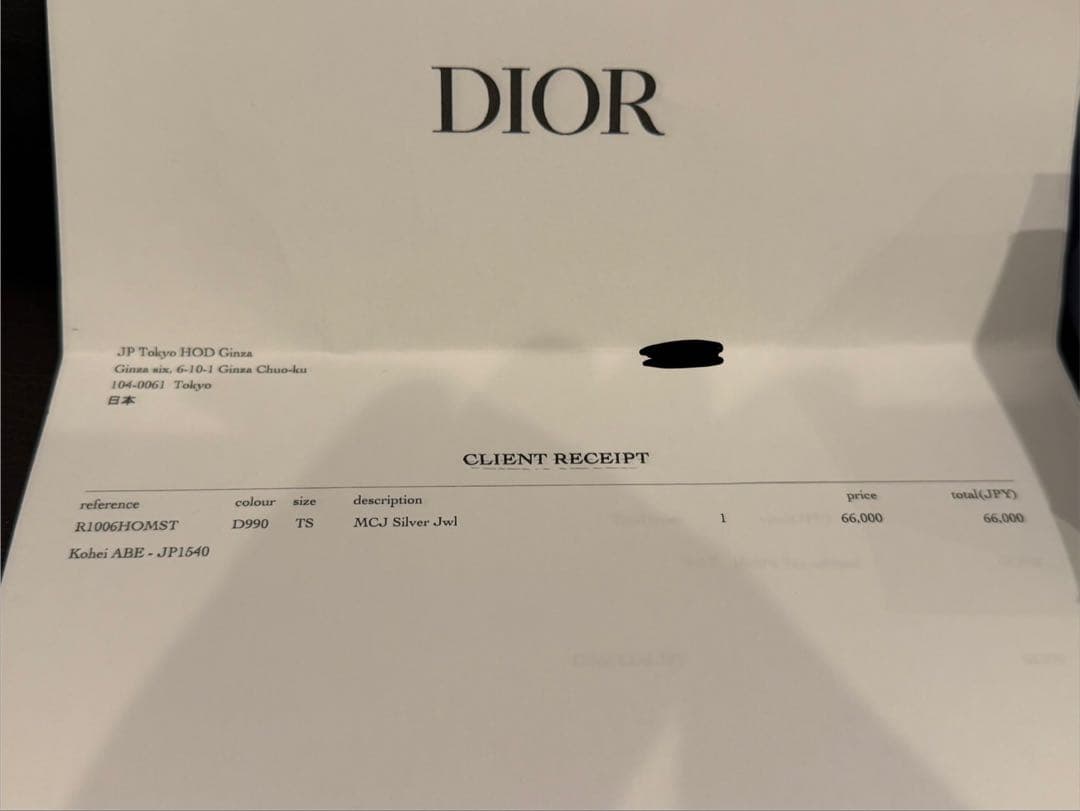 DIOR
JP Tokyo HOD Ginza
Ginza six, 6-10-1 Ginza Chuo-ku
104-0061 Tokyo
日本
CLIENT RECEIPT
reference colour size description price total(JPY)
R1006HOMST D990 TS MCJ Silver Jwl 1 66,000 66,000
Kohei ABE - JP1540